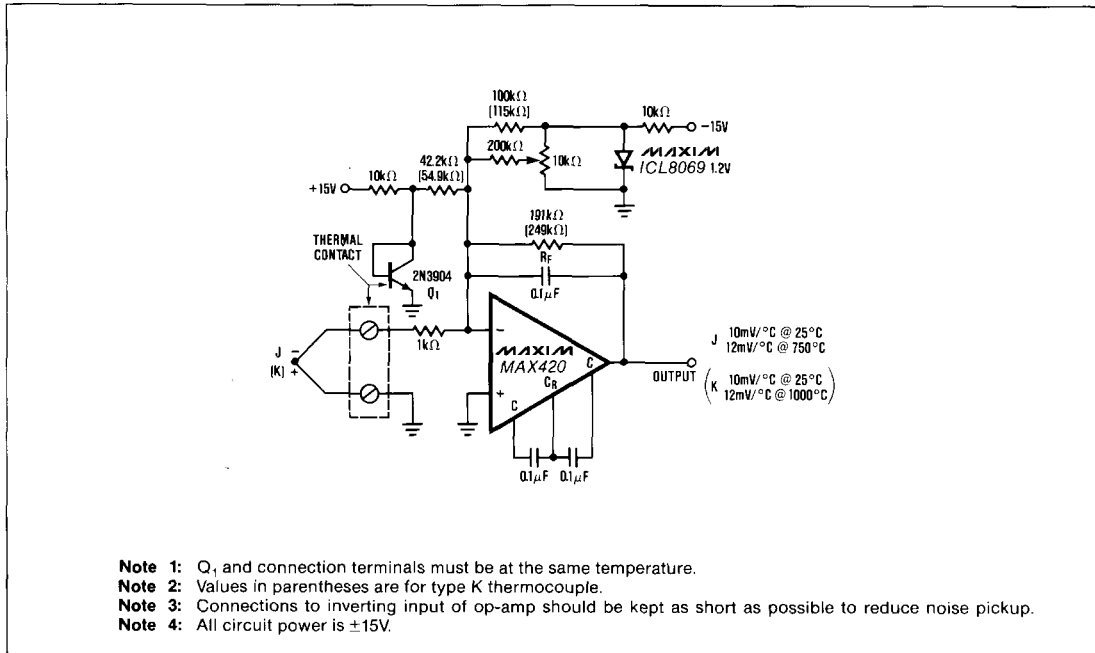 100kΩ
(115kΩ)
10kΩ
−15V
200kΩ
10kΩ
MAXIM
ICL8069 1.2V
42.2kΩ
(54.9kΩ)
+15V
10kΩ
191kΩ
(249kΩ)
RF
0.1μF
THERMAL
CONTACT
2N3904
Q1
1kΩ
J −
(K) +
−
MAXIM
MAX420
+
C
CR
C
OUTPUT
J 10mV/°C @ 25°C
12mV/°C @ 750°C
(K 10mV/°C @ 25°C
12mV/°C @ 1000°C)
0.1μF 0.1μF
Note 1: Q1 and connection terminals must be at the same temperature.
Note 2: Values in parentheses are for type K thermocouple.
Note 3: Connections to inverting input of op-amp should be kept as short as possible to reduce noise pickup.
Note 4: All circuit power is ±15V.